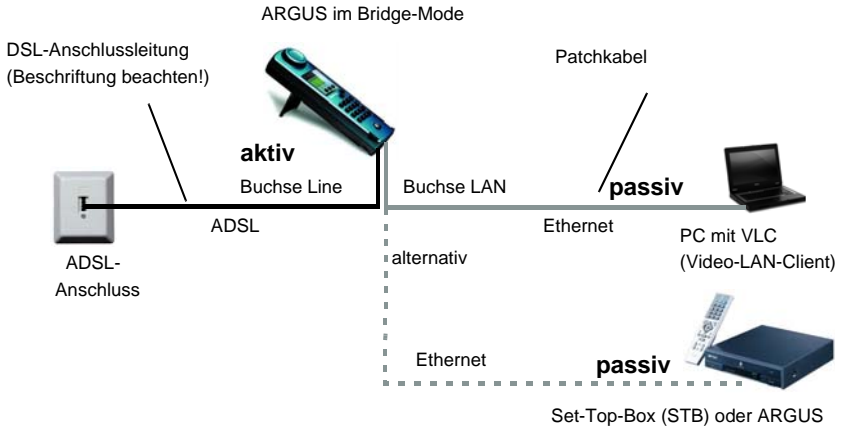 ARGUS im Bridge-Mode
DSL-Anschlussleitung
(Beschriftung beachten!)
Patchkabel
aktiv
Buchse Line
Buchse LAN
passiv
ADSL
Ethernet
ADSL-
Anschluss
PC mit VLC
(Video-LAN-Client)
alternativ
Ethernet
passiv
Set-Top-Box (STB) oder ARGUS